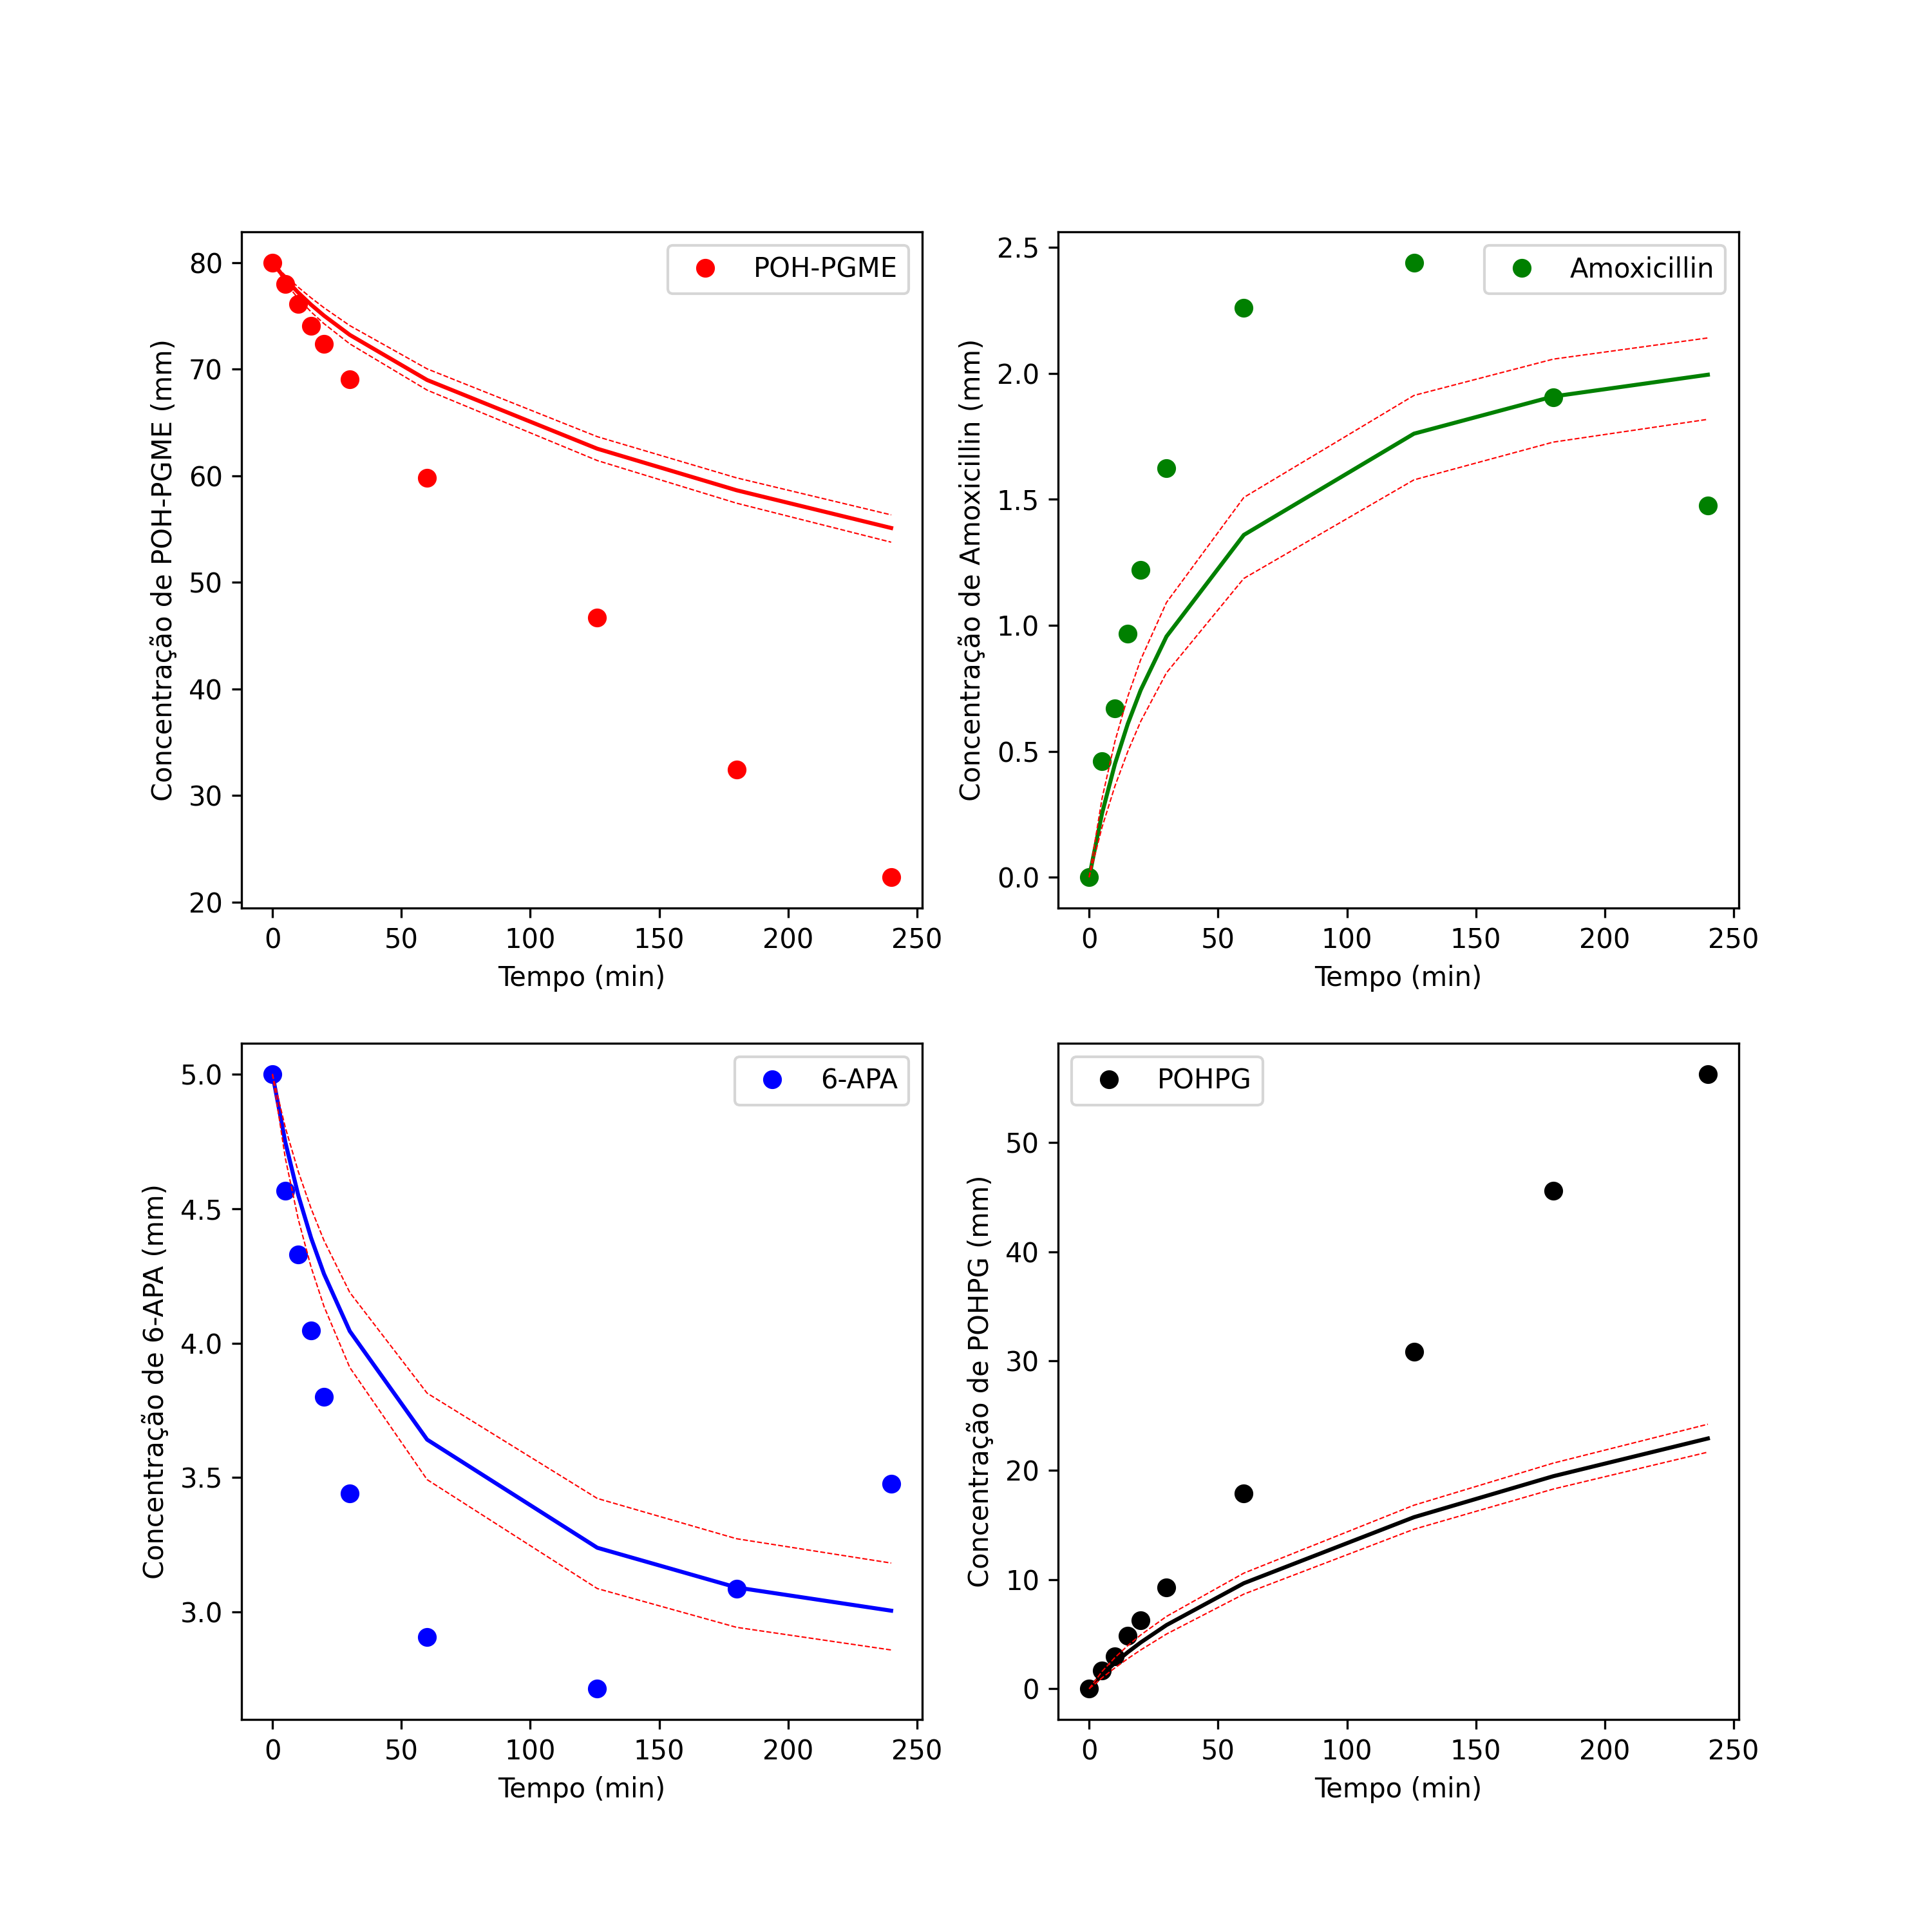 POH-PGME
80
70
60
50
40
30
20
Concentração de POH-PGME (mm)
0 50 100 150 200 250
Tempo (min)
Amoxicillin
2.5
2.0
1.5
1.0
0.5
0.0
Concentração de Amoxicillin (mm)
0 50 100 150 200 250
Tempo (min)
6-APA
5.0
4.5
4.0
3.5
3.0
Concentração de 6-APA (mm)
0 50 100 150 200 250
Tempo (min)
POHPG
50
40
30
20
10
0
Concentração de POHPG (mm)
0 50 100 150 200 250
Tempo (min)